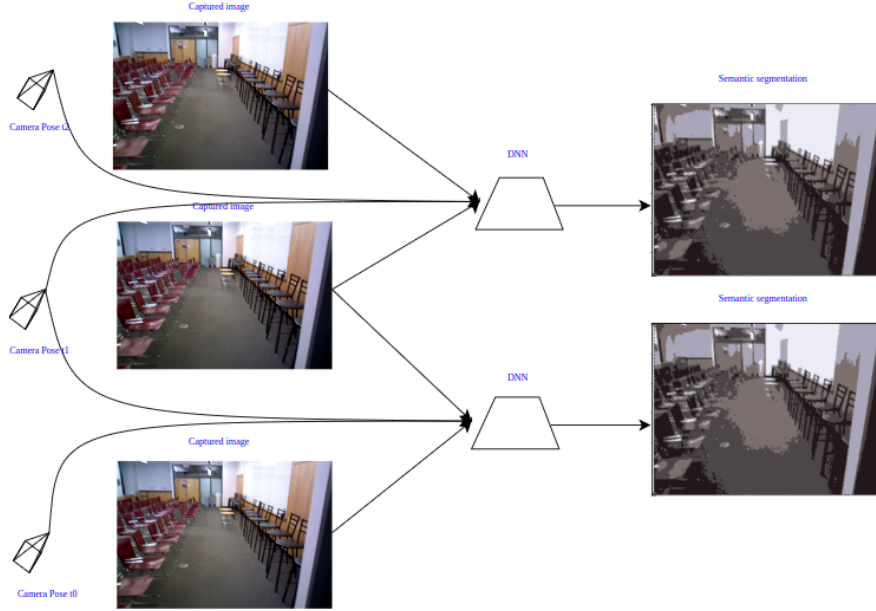 Captured image
Semantic segmentation
Camera Pose t2
DNN
Captured image
Semantic segmentation
Camera Pose t1
DNN
Captured image
Camera Pose t0